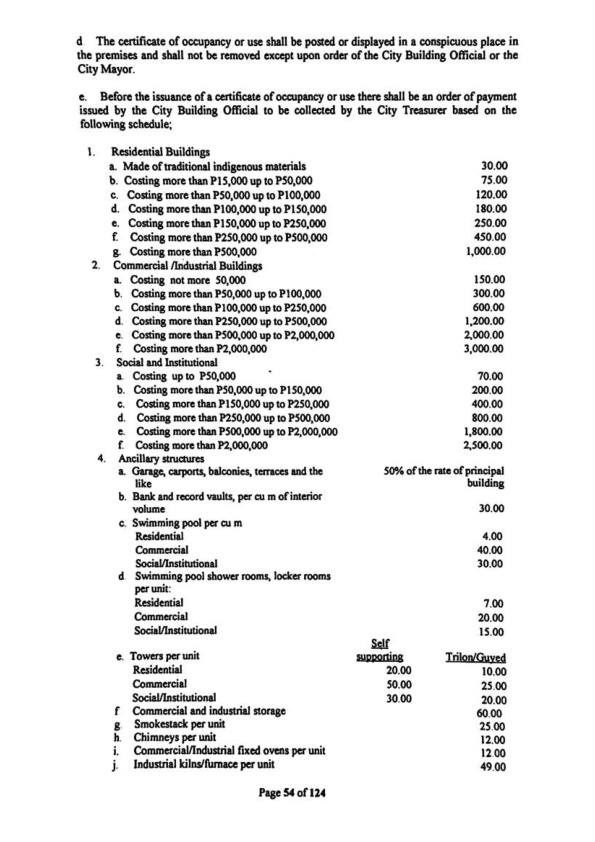 d The certificate of occupancy or use shall be posted or displayed in a conspicuous place in
the premises and shall not be removed except upon order of the City Building Official or the
City Mayor.
e. Before the issuance of a certificate of occupancy or use there shall be an order of payment
issued by the City Building Official to be collected by the City Treasurer based on the
following schedule;
1. Residential Buildings
a. Made of traditional indigenous materials 30.00
b. Costing more than P15,000 up to P50,000 75.00
c. Costing more than P50,000 up to P100,000 120.00
d. Costing more than P100,000 up to P150,000 180.00
e. Costing more than P150,000 up to P250,000 250.00
f. Costing more than P250,000 up to P500,000 450.00
g. Costing more than P500,000 1,000.00
2. Commercial /Industrial Buildings
a. Costing not more 50,000 150.00
b. Costing more than P50,000 up to P100,000 300.00
c. Costing more than P100,000 up to P250,000 600.00
d. Costing more than P250,000 up to P500,000 1,200.00
e. Costing more than P500,000 up to P2,000,000 2,000.00
f. Costing more than P2,000,000 3,000.00
3. Social and Institutional
a. Costing up to P50,000 70.00
b. Costing more than P50,000 up to P150,000 200.00
c. Costing more than P150,000 up to P250,000 400.00
d. Costing more than P250,000 up to P500,000 800.00
e. Costing more than P500,000 up to P2,000,000 1,800.00
f. Costing more than P2,000,000 2,500.00
4. Ancillary structures
a. Garage, carports, balconies, terraces and the 50% of the rate of principal
like building
b. Bank and record vaults, per cu m of interior
volume 30.00
c. Swimming pool per cu m
Residential 4.00
Commercial 40.00
Social/Institutional 30.00
d Swimming pool shower rooms, locker rooms
per unit:
Residential 7.00
Commercial 20.00
Social/Institutional 15.00
Self
e. Towers per unit supporting Trilon/Guyed
Residential 20.00 10.00
Commercial 50.00 25.00
Social/Institutional 30.00 20.00
f Commercial and industrial storage 60.00
g. Smokestack per unit 25.00
h. Chimneys per unit 12.00
i. Commercial/Industrial fixed ovens per unit 12 00
j. Industrial kilns/furnace per unit 49.00
Page 54 of 124